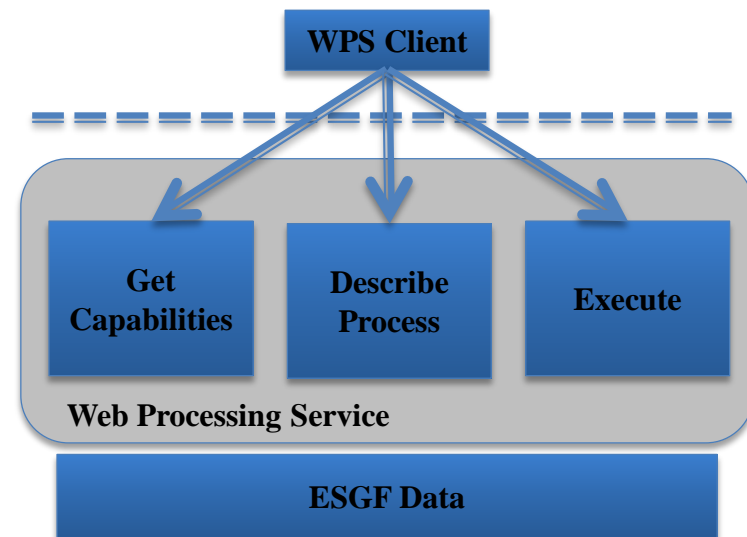 WPS Client
Get
Capabilities
Describe
Process
Execute
Web Processing Service
ESGF Data